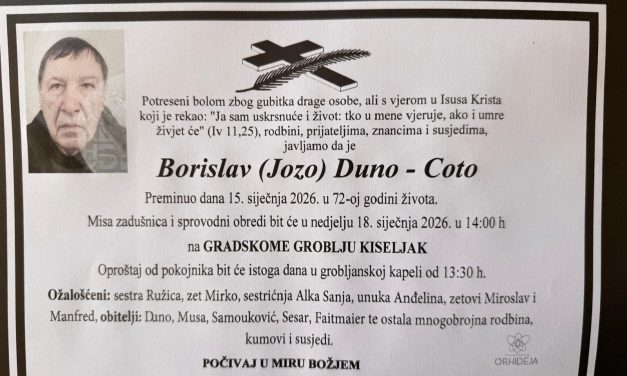 Potreseni bolom zbog gubitka drage osobe, ali s vjerom u Isusa Krista
koji je rekao: "Ja sam uskrsnuće i život: tko u mene vjeruje, ako i umre
živjet će" (Iv 11,25), rodbini, prijateljima, znancima i susjedima,
javljamo da je
Borislav (Jozo) Duno - Coto
Preminuo dana 15. siječnja 2026. u 72-oj godini života.
Misa zadušnica i sprovodni obredi bit će u nedjelju 18. siječnja 2026. u 14:00 h
na GRADSKOME GROBLJU KISELJAK
Oproštaj od pokojnika bit će istoga dana u grobljanskoj kapeli od 13:30 h.
Ožalošćeni: sestra Ružica, zet Mirko, sestrićnja Alka Sanja, unuka Anđelina, zetovi Miroslav i
Manfred, obitelji: Duno, Musa, Samouković, Sesar, Faitmaier te ostala mnogobrojna rodbina,
kumovi i susjedi.
POČIVAJ U MIRU BOŽJEM
ORHIDEJA